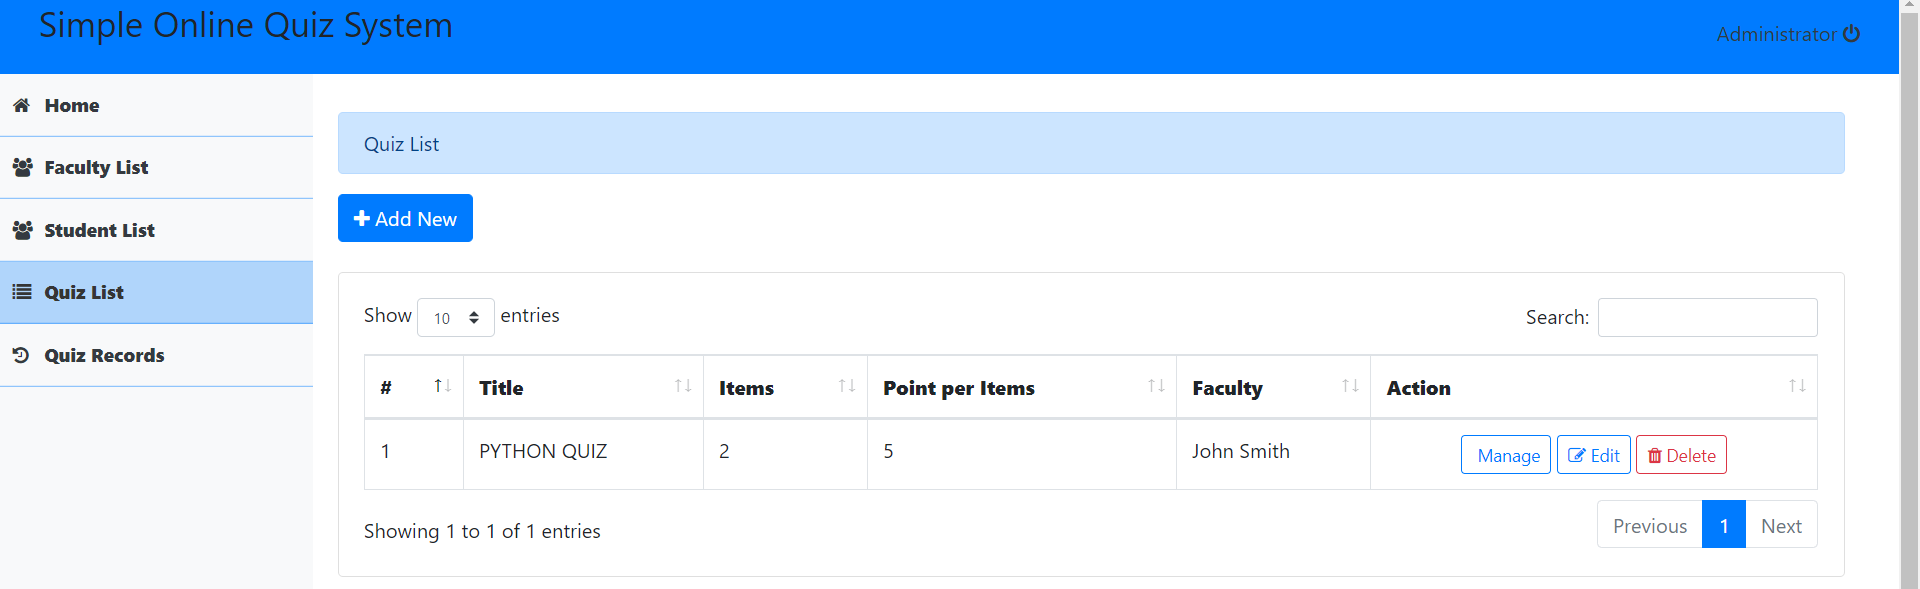 Simple Online Quiz System
Administrator
Home
Faculty List
Student List
Quiz List
Quiz Records
Quiz List
Add New
Show 10 entries
Search:
# Title Items Point per Items Faculty Action
1 PYTHON QUIZ 2 5 John Smith Manage Edit Delete
Showing 1 to 1 of 1 entries
Previous 1 Next